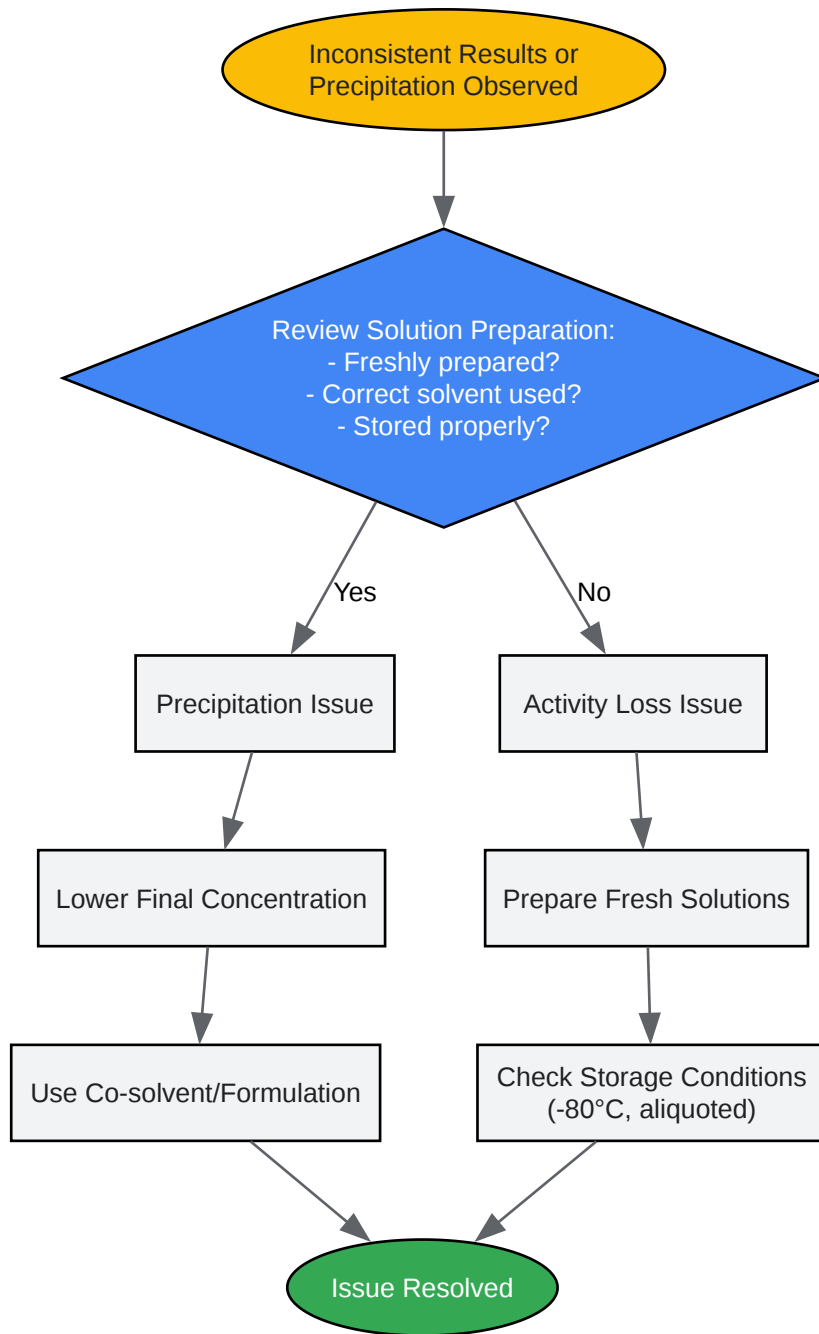 Inconsistent Results or
Precipitation Observed
Review Solution Preparation:
- Freshly prepared?
- Correct solvent used?
- Stored properly?
Yes
No
Precipitation Issue
Activity Loss Issue
Lower Final Concentration
Prepare Fresh Solutions
Use Co-solvent/Formulation
Check Storage Conditions
(-80°C, aliquoted)
Issue Resolved